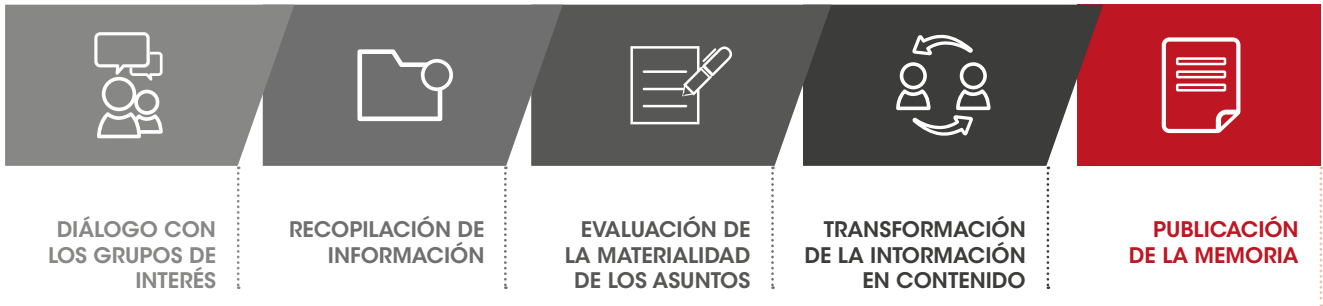 DIÁLOGO CON
LOS GRUPOS DE
INTERÉS
RECOPILACIÓN DE
INFORMACIÓN
EVALUACIÓN DE
LA MATERIALIDAD
DE LOS ASUNTOS
TRANSFORMACIÓN
DE LA INTORMACIÓN
EN CONTENIDO
PUBLICACIÓN
DE LA MEMORIA